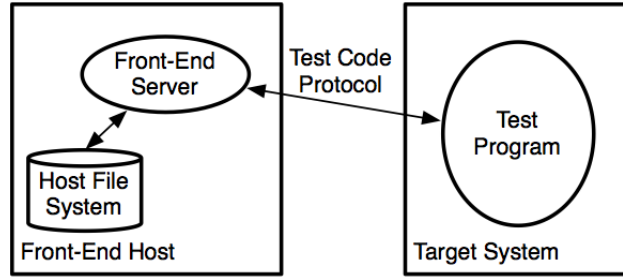 Front-End
Server
Test Code
Protocol
Test
Program
Host File
System
Front-End Host
Target System